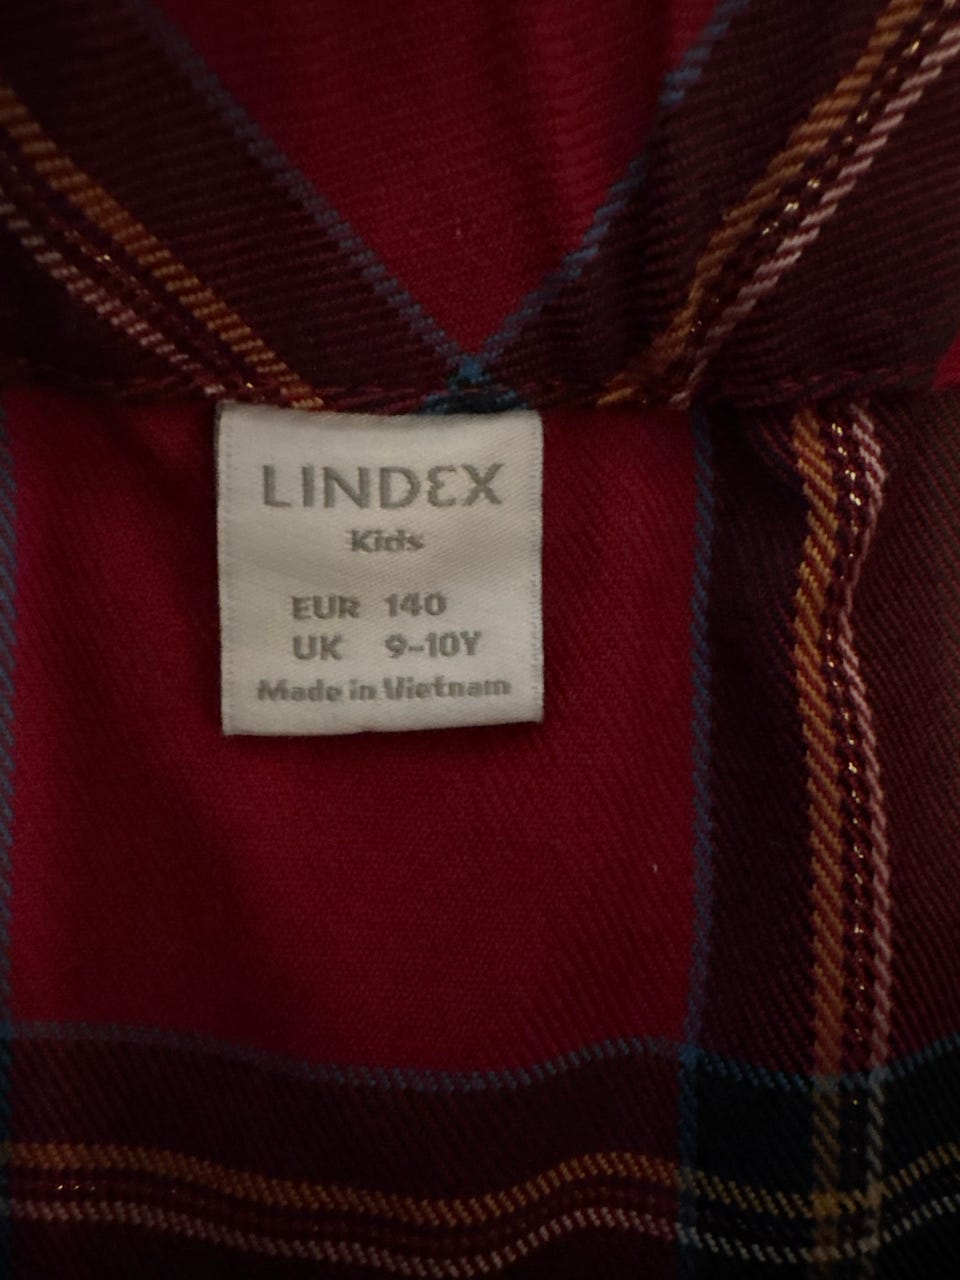 LINDEX
Kids
EUR 140
UK 9-10Y
Made in Vietnam